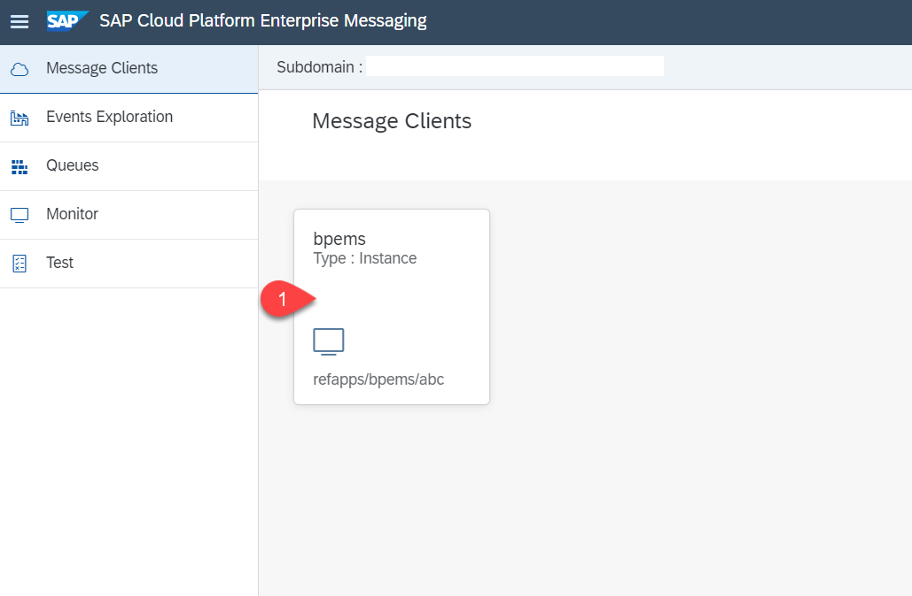 SAP SAP Cloud Platform Enterprise Messaging
Message Clients
Subdomain :
Events Exploration
Message Clients
Queues
Monitor
Test
bpems
Type : Instance
1
refapps/bpems/abc